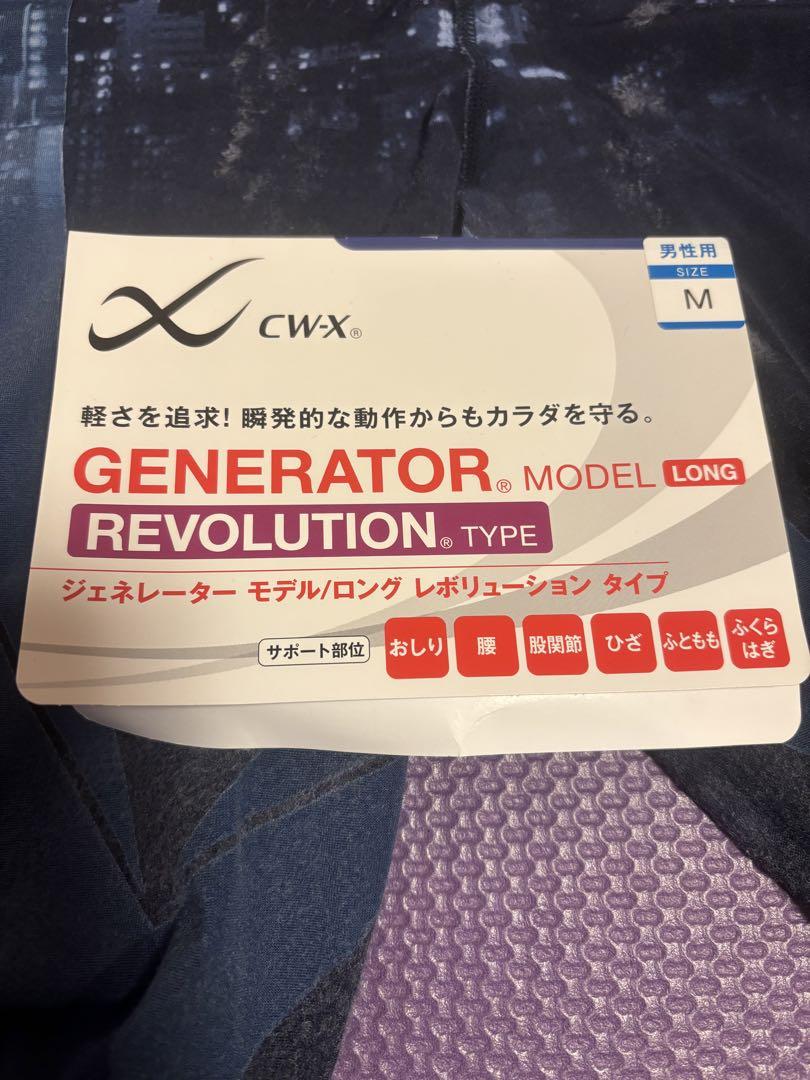 男性用
SIZE
M
CW-X®
軽さを追求! 瞬発的な動作からもカラダを守る。
GENERATOR® MODEL LONG
REVOLUTION® TYPE
ジェネレーター モデル/ロング レボリューション タイプ
サポート部位 おしり 腰 股関節 ひざ ふともも ふくらはぎ